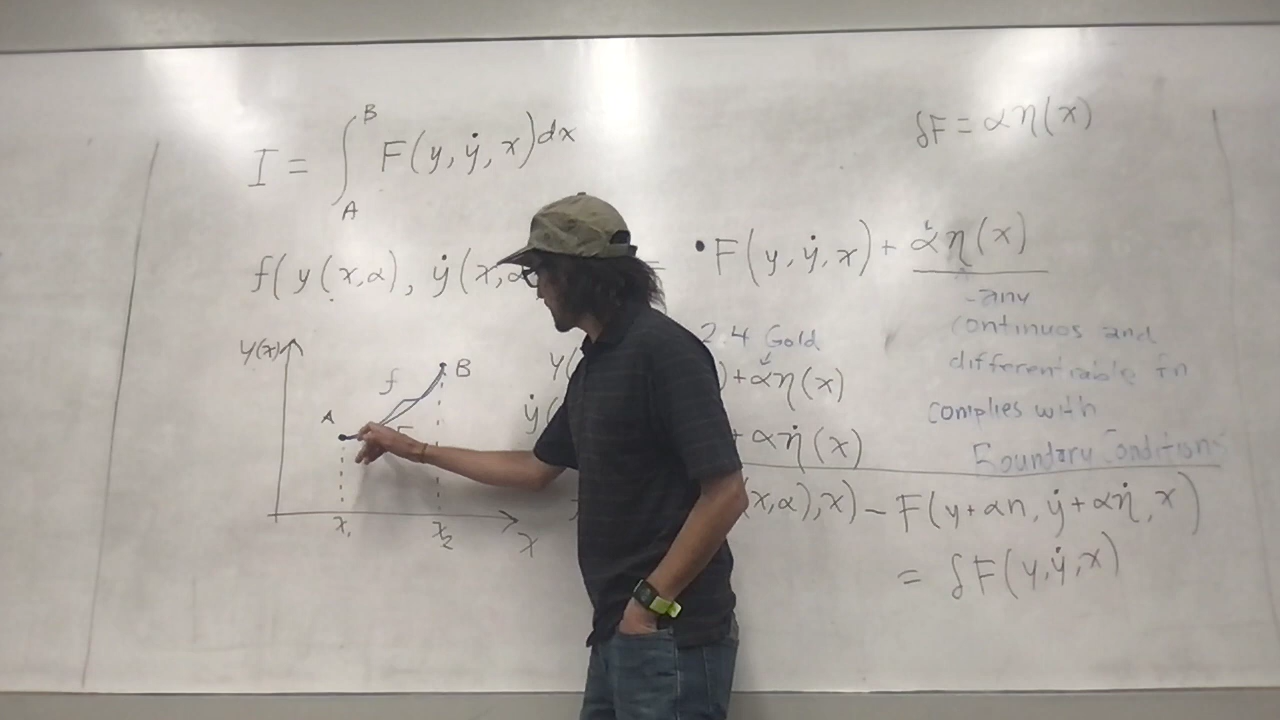 I = ∫_A^B F(y, ẏ, x) dx
δF = αη(x)
f(y(x,α), ẏ(x,α = • F(y, ẏ, x) + αη(x)
- any
continuos and
differentiable fn
complies with
Boundary Conditions
2.4 Gold
y( ) + αη(x)
ẏ( + αη̇(x)
y(x)
f
B
A
x₁
x₂
x
(x,α), x) - F(y+αη, ẏ+αη̇, x)
= δF(y, ẏ, x)